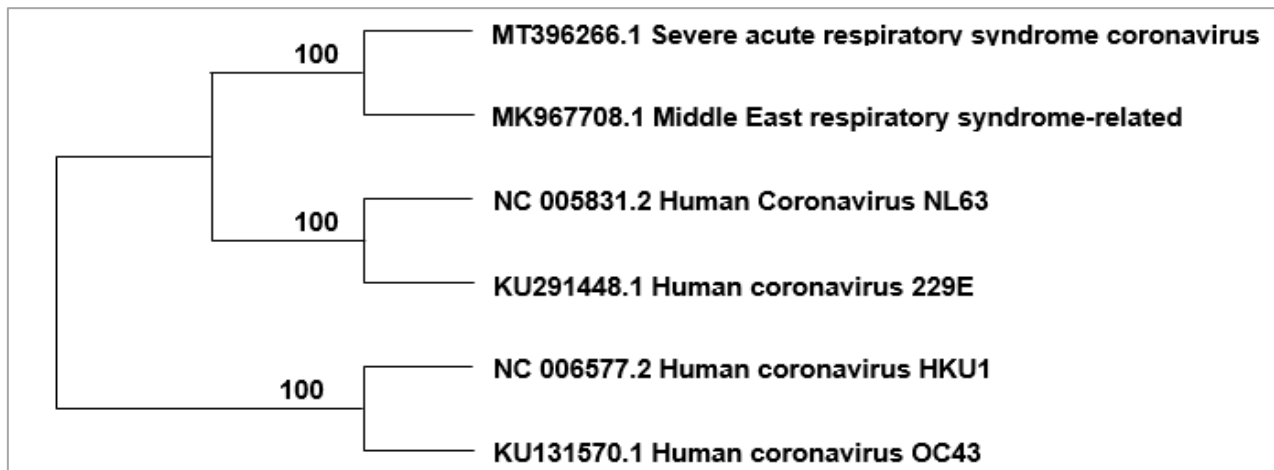 100
MT396266.1 Severe acute respiratory syndrome coronavirus
MK967708.1 Middle East respiratory syndrome-related
100
NC 005831.2 Human Coronavirus NL63
KU291448.1 Human coronavirus 229E
100
NC 006577.2 Human coronavirus HKU1
KU131570.1 Human coronavirus OC43